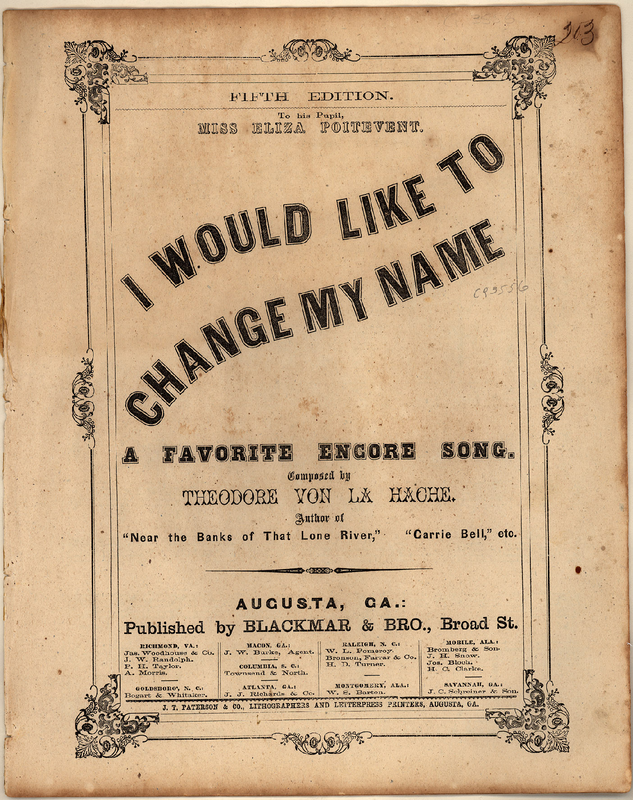 313
FIFTH EDITION.
To his Pupil,
MISS ELIZA POITEVENT.
I WOULD LIKE TO
CHANGE MY NAME
C93556
A FAVORITE ENCORE SONG.
Composed by
THEODORE VON LA HACHE.
Author of
"Near the Banks of That Lone River," "Carrie Bell," etc.
AUGUSTA, GA.:
Published by BLACKMAR & BRO., Broad St.
RICHMOND, VA.:
Jas. Woodhouse & Co.
J. W. Randolph.
P. H. Taylor.
A. Morris.
GOLDSBORO', N. C.:
Bogart & Whitaker.
MACON, GA.:
J. W. Burke, Agent.
COLUMBIA, S. C.:
Townsend & North.
ATLANTA, GA.:
J. J. Richards & Co.
RALEIGH, N. C.:
W. L. Pomeroy.
Bronson, Farrar & Co.
H. D. Turner.
MONTGOMERY, ALA.:
W. S. Barton.
MOBILE, ALA.:
Bromberg & Son.
J. H. Snow.
Jos. Bloch.
H. C. Clarke.
SAVANNAH, GA.:
J. C. Schreiner & Son.
J. T. PATERSON & CO., LITHOGRAPHERS AND LETTERPRESS PRINTERS, AUGUSTA, GA.